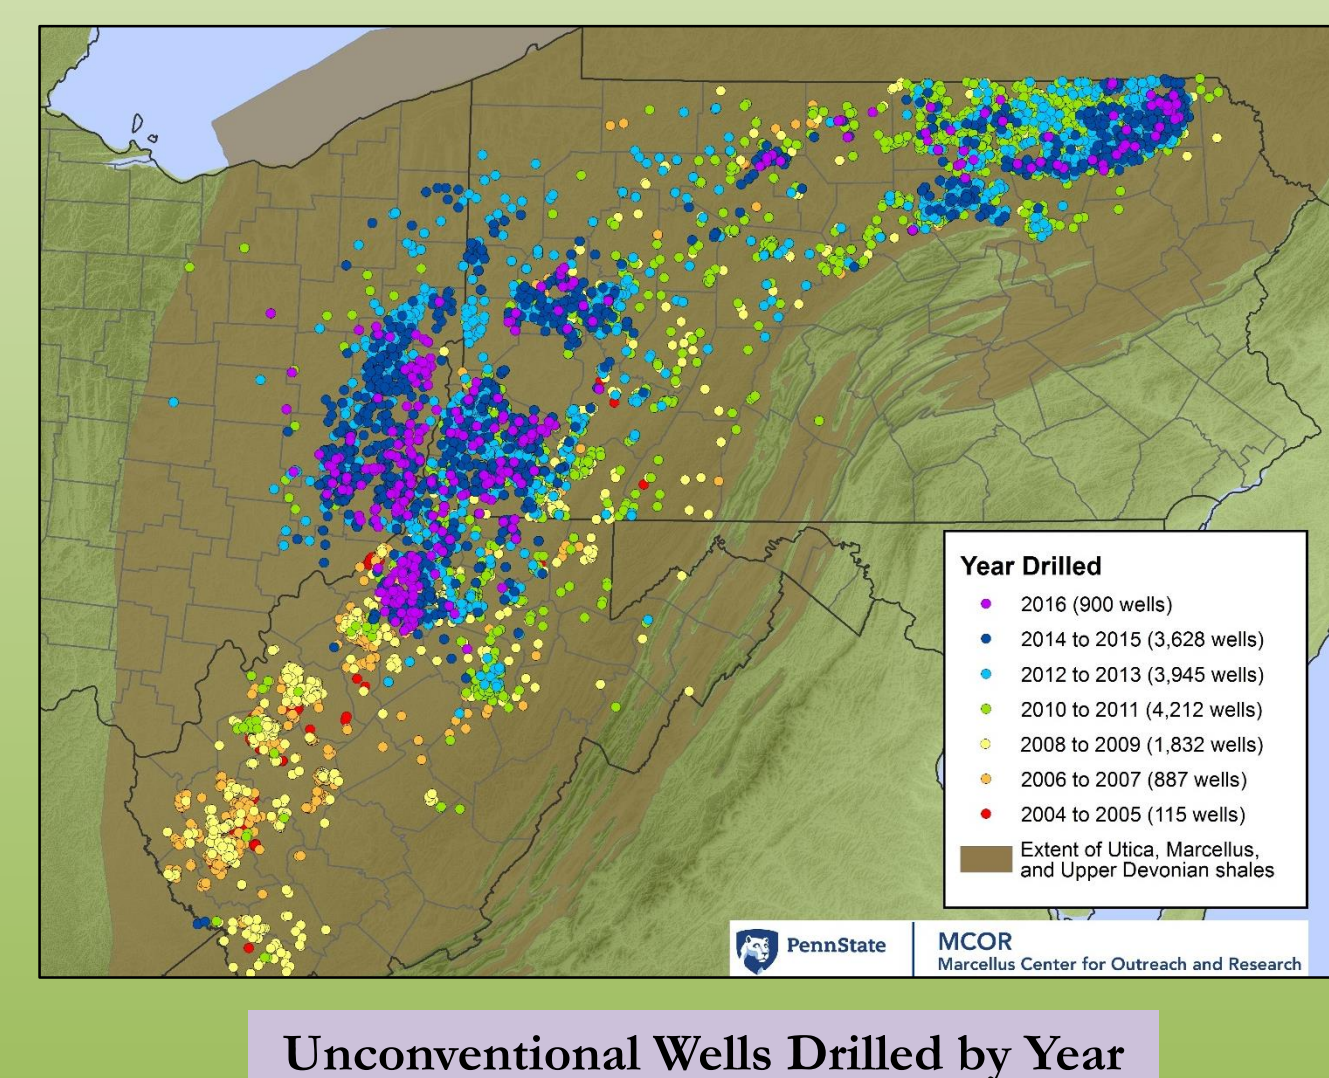 Year Drilled
2016 (900 wells)
2014 to 2015 (3,628 wells)
2012 to 2013 (3,945 wells)
2010 to 2011 (4,212 wells)
2008 to 2009 (1,832 wells)
2006 to 2007 (887 wells)
2004 to 2005 (115 wells)
Extent of Utica, Marcellus,
and Upper Devonian shales
PennState
MCOR
Marcellus Center for Outreach and Research
Unconventional Wells Drilled by Year